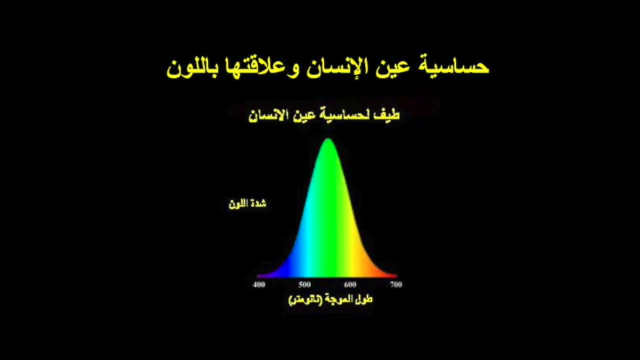 حساسية عين الإنسان وعلاقتها باللون
طيف لحساسية عين الانسان
شدة اللون
400 500 600 700
طول الموجة (نانومتر)